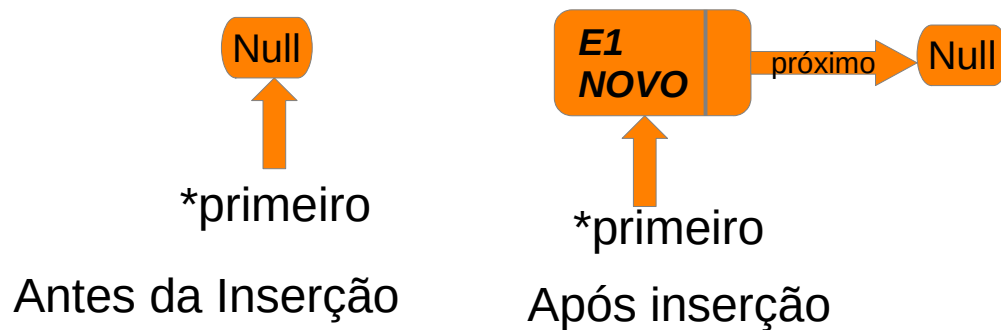 Null
*primeiro
Antes da Inserção
E1
NOVO
próximo
Null
*primeiro
Após inserção